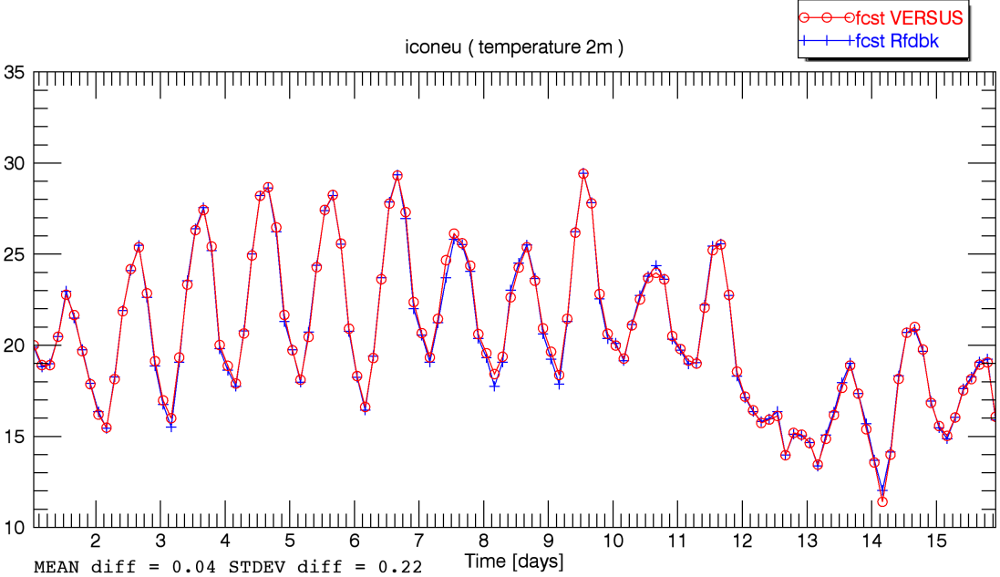 fcst VERSUS
fcst Rfdbk
iconeu ( temperature 2m )
35
30
25
20
15
10
2 3 4 5 6 7 8 9 10 11 12 13 14 15
Time [days]
MEAN diff = 0.04 STDEV diff = 0.22